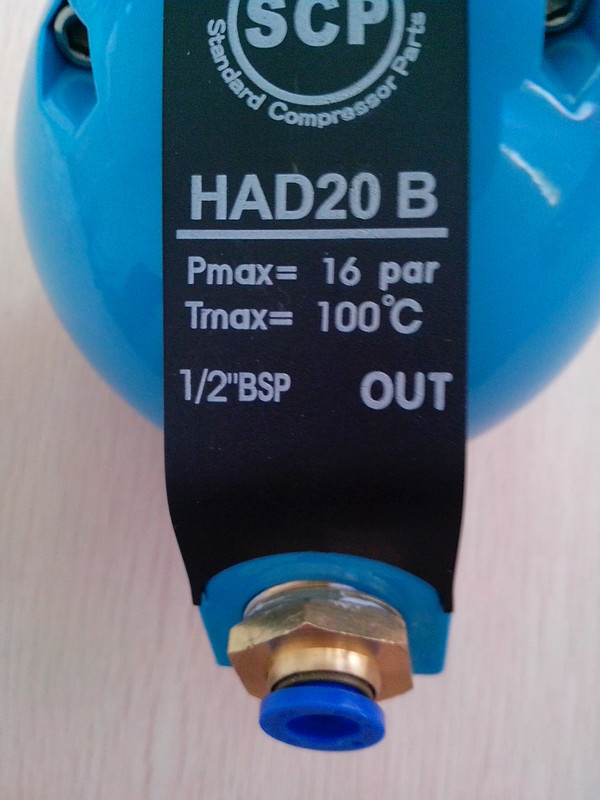 SCP
Standard Compressor Parts
HAD20 B
Pmax= 16 par
Tmax= 100°C
1/2"BSP OUT